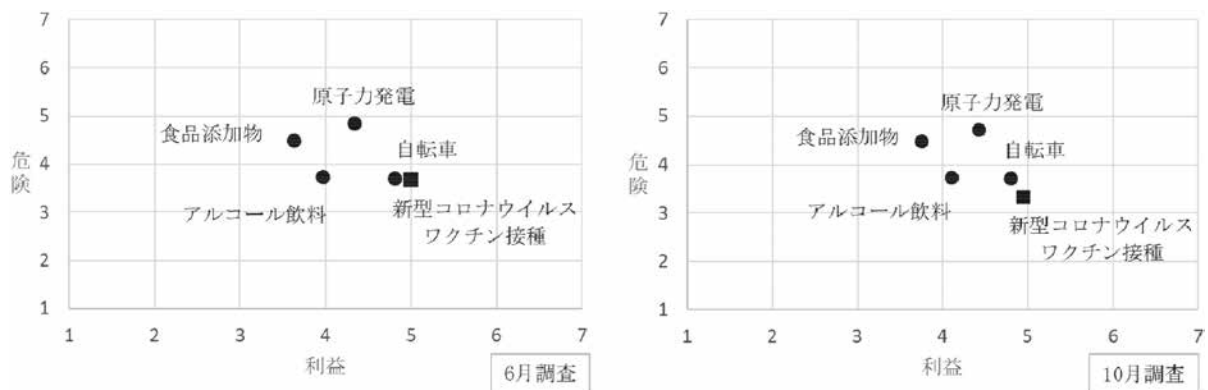 7
6
5
4
3
2
1
危険
原子力発電
食品添加物
自転車
アルコール飲料
新型コロナウイルス
ワクチン接種
1 2 3 4 5 6 7
利益
6月調査
7
6
5
4
3
2
1
危険
原子力発電
食品添加物
自転車
アルコール飲料
新型コロナウイルス
ワクチン接種
1 2 3 4 5 6 7
利益
10月調査